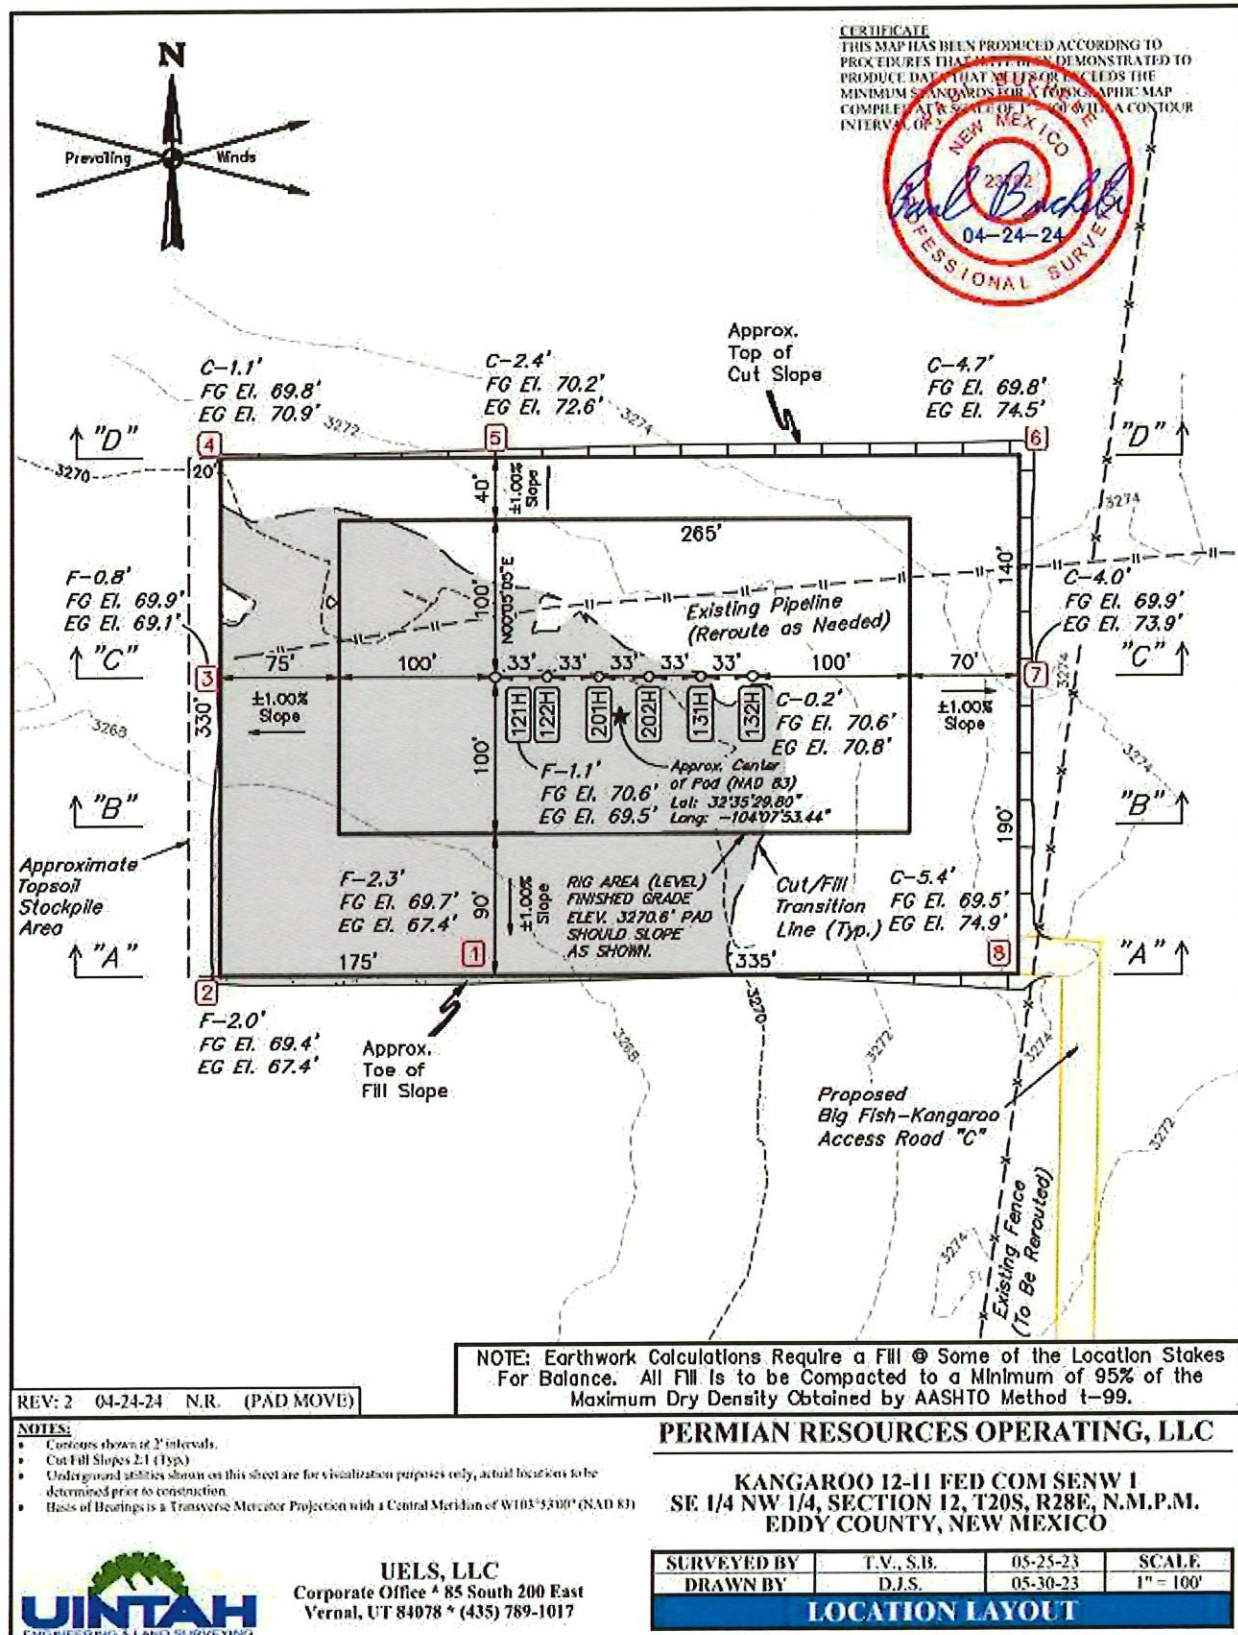 CERTIFICATE
THIS MAP HAS BEEN PRODUCED ACCORDING TO
PROCEDURES THAT HAVE BEEN DEMONSTRATED TO
PRODUCE DATA THAT MEETS OR EXCEEDS THE
MINIMUM STANDARDS FOR A TOPOGRAPHIC MAP
COMPILED AT A SCALE OF 1" = 100' WITH A CONTOUR
INTERVAL OF 2'
NEW MEXICO
PROFESSIONAL SURVEYOR
04-24-24
N
Prevailing Winds
Approx.
Top of
Cut Slope
C-1.1'
FG El. 69.8'
EG El. 70.9'
C-2.4'
FG El. 70.2'
EG El. 72.6'
C-4.7'
FG El. 69.8'
EG El. 74.5'
3272
3274
4
5
6
"D"
"D"
3270
20'
40'
±1.00%
Slope
3274
265'
140'
N00°05'05"E
100'
F-0.8'
FG El. 69.9'
EG El. 69.1'
Existing Pipeline
(Reroute as Needed)
C-4.0'
FG El. 69.9'
EG El. 73.9'
"C"
"C"
3
7
75'
100'
33'
33'
33'
33'
33'
100'
70'
3274
330'
±1.00%
Slope
±1.00%
Slope
3268
121H
122H
201H
202H
131H
132H
C-0.2'
FG El. 70.6'
EG El. 70.8'
3274
100'
F-1.1'
FG El. 70.6'
EG El. 69.5'
Approx. Center
of Pad (NAD 83)
Lat: 32°35'29.80"
Long: -104°07'53.44"
"B"
"B"
190'
Approximate
Topsoil
Stockpile
Area
F-2.3'
FG El. 69.7'
EG El. 67.4'
90'
±1.00%
Slope
RIG AREA (LEVEL)
FINISHED GRADE
ELEV. 3270.6' PAD
SHOULD SLOPE
AS SHOWN.
Cut/Fill
Transition
Line (Typ.)
C-5.4'
FG El. 69.5'
EG El. 74.9'
"A"
"A"
175'
1
335'
8
2
F-2.0'
FG El. 69.4'
EG El. 67.4'
Approx.
Toe of
Fill Slope
3268
3270
3272
3274
Proposed
Big Fish-Kangaroo
Access Road "C"
3272
3274
Existing Fence
(To Be Rerouted)
NOTE: Earthwork Calculations Require a Fill @ Some of the Location Stakes
For Balance. All Fill is to be Compacted to a Minimum of 95% of the
Maximum Dry Density Obtained by AASHTO Method t-99.
REV: 2 04-24-24 N.R. (PAD MOVE)
NOTES:
• Contours shown at 2' intervals.
• Cut/Fill Slopes 2:1 (Typ.)
• Underground utilities shown on this sheet are for visualization purposes only, actual locations to be
determined prior to construction.
• Basis of Bearings is a Transverse Mercator Projection with a Central Meridian of W103°53'00" (NAD 83)
PERMIAN RESOURCES OPERATING, LLC
KANGAROO 12-11 FED COM SENW 1
SE 1/4 NW 1/4, SECTION 12, T20S, R28E, N.M.P.M.
EDDY COUNTY, NEW MEXICO
UINTAH
ENGINEERING & LAND SURVEYING
UELS, LLC
Corporate Office * 85 South 200 East
Vernal, UT 84078 * (435) 789-1017
SURVEYED BY T.V., S.B. 05-25-23 SCALE
DRAWN BY D.J.S. 05-30-23 1" = 100'
LOCATION LAYOUT